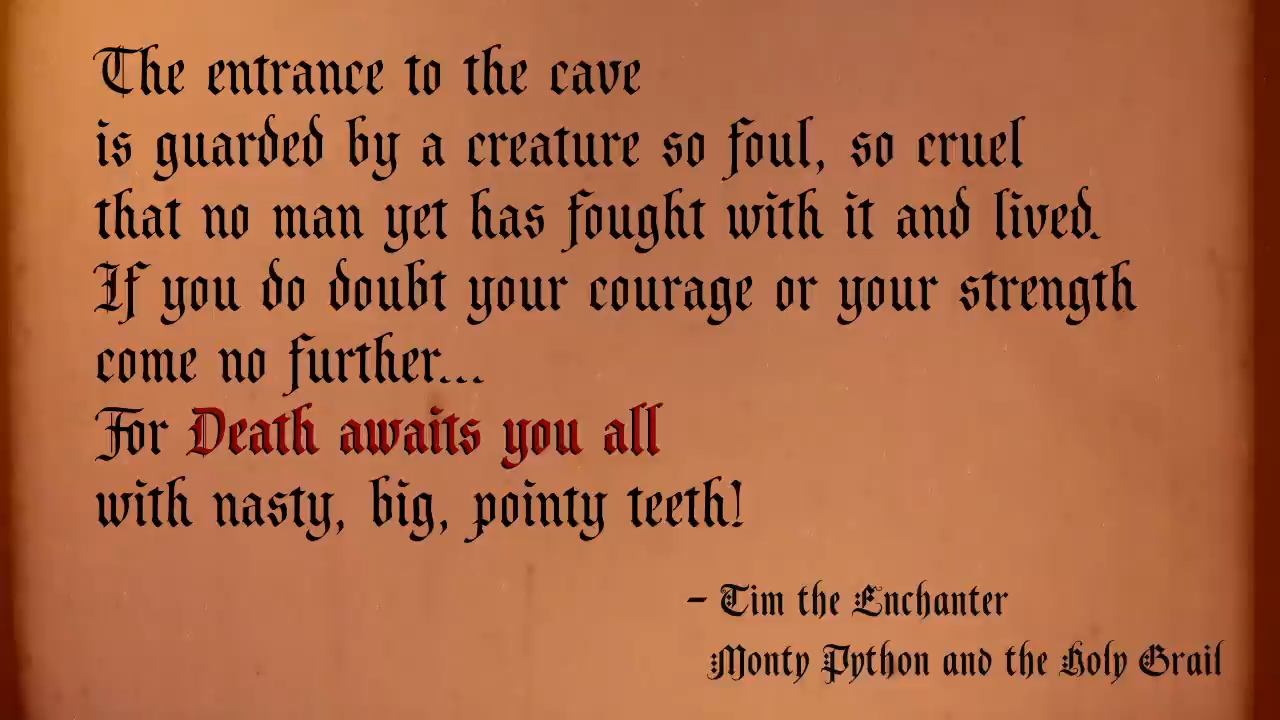 The entrance to the cave
is guarded by a creature so foul, so cruel
that no man yet has fought with it and lived.
If you do doubt your courage or your strength
come no further...
For Death awaits you all
with nasty, big, pointy teeth!
- Tim the Enchanter
Monty Python and the Holy Grail